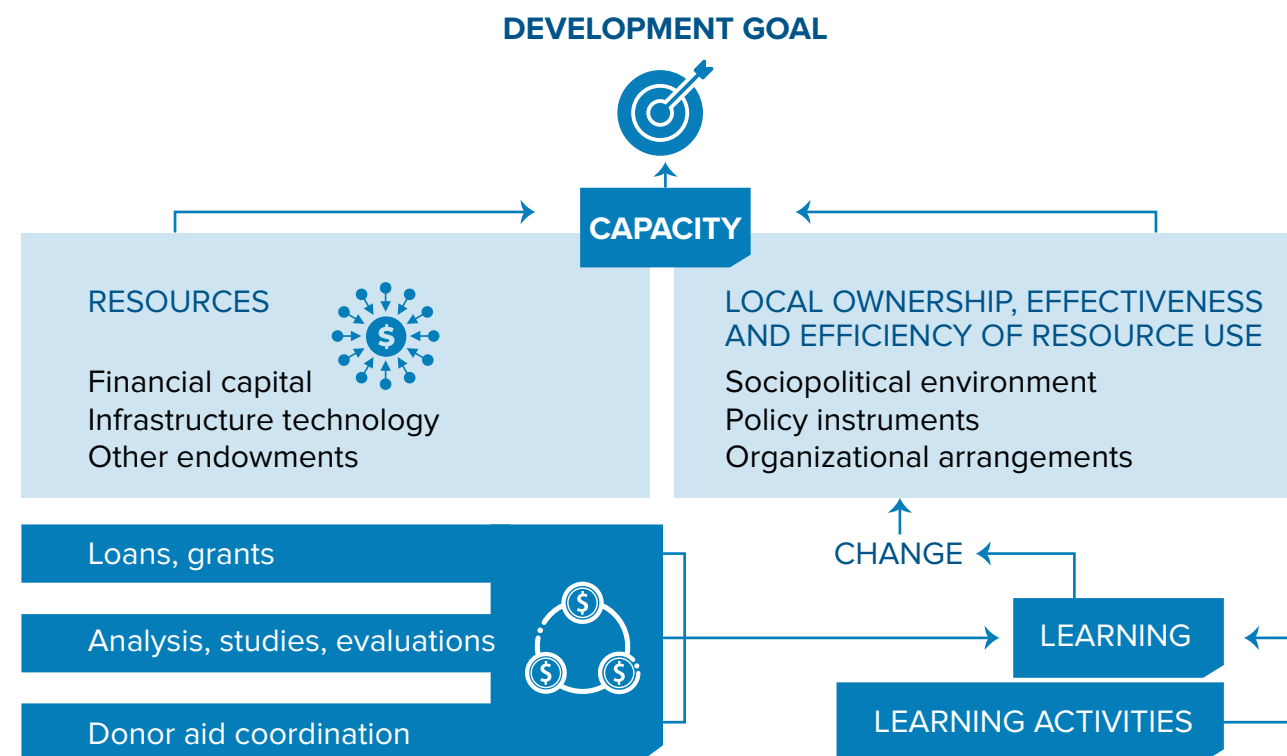 DEVELOPMENT GOAL
CAPACITY
RESOURCES
$
Financial capital
Infrastructure technology
Other endowments
LOCAL OWNERSHIP, EFFECTIVENESS
AND EFFICIENCY OF RESOURCE USE
Sociopolitical environment
Policy instruments
Organizational arrangements
Loans, grants
Analysis, studies, evaluations
Donor aid coordination
$
$
$
CHANGE
LEARNING
LEARNING ACTIVITIES